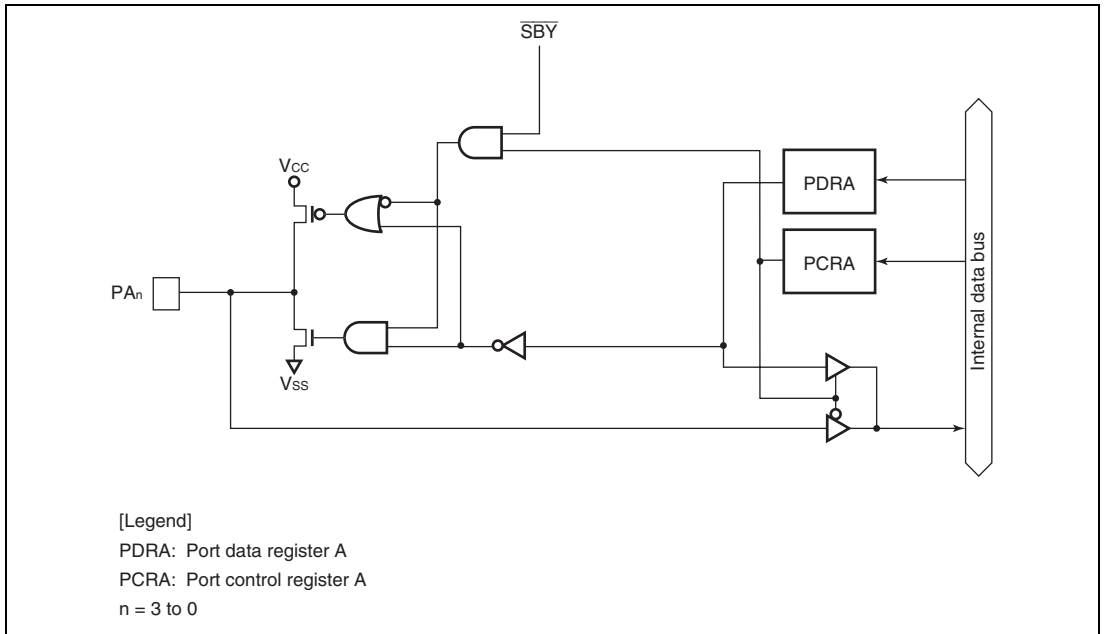 S̅B̅Y̅
VCC
PDRA
PCRA
Internal data bus
PAn
VSS
[Legend]
PDRA: Port data register A
PCRA: Port control register A
n = 3 to 0